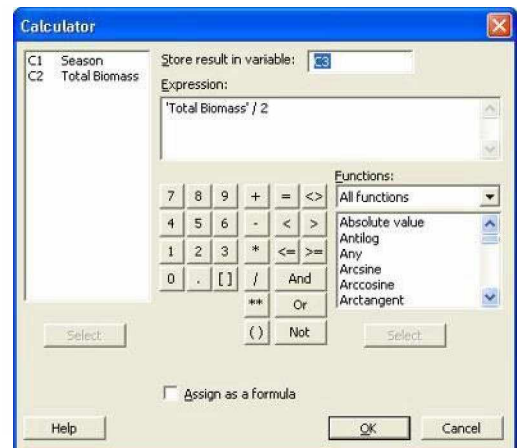 Calculator
C1 Season
C2 Total Biomass
Store result in variable: C3
Expression:
'Total Biomass' / 2
Functions:
7 8 9 + = <> All functions
4 5 6 - < > Absolute value
Antilog
1 2 3 * <= >= Any
Arcsine
0 . [] / And Arccosine
Arctangent
** Or
Select () Not Select
Assign as a formula
Help OK Cancel